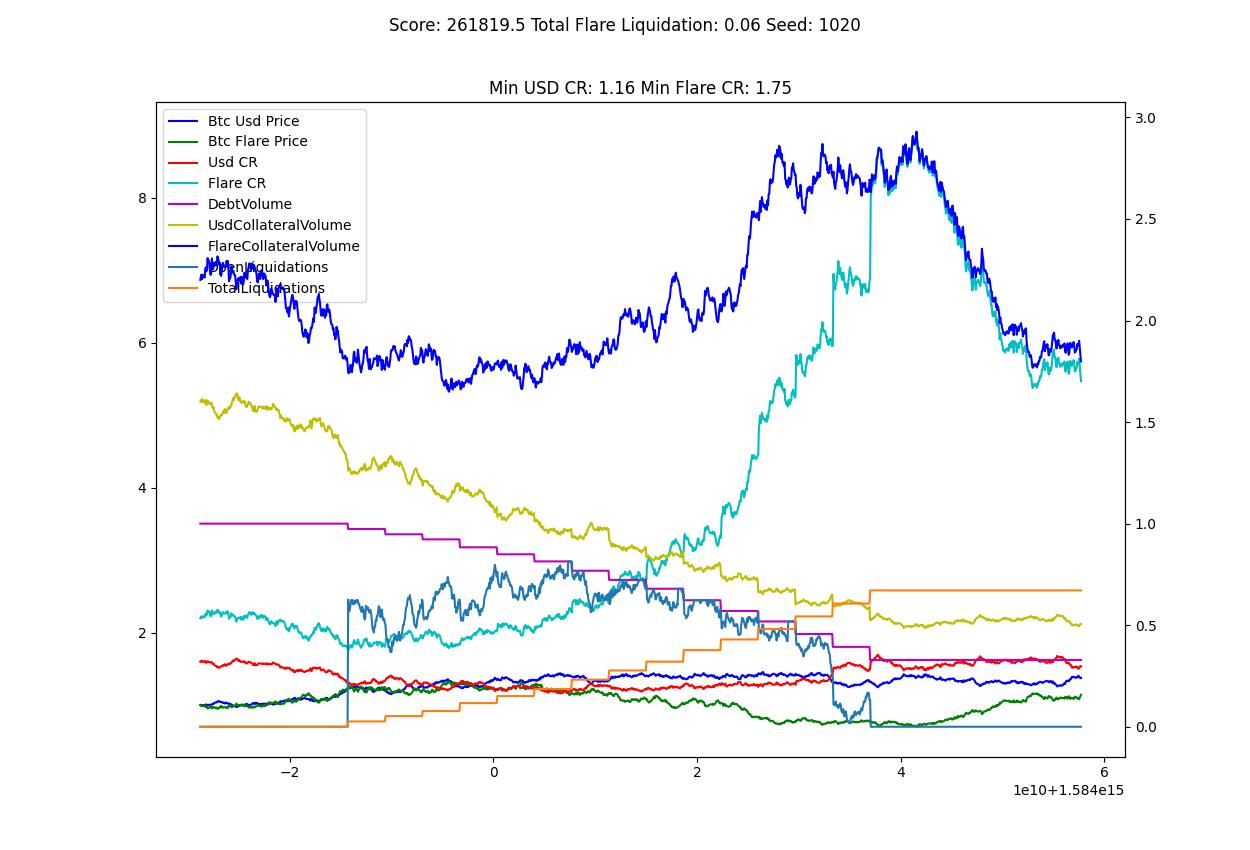 Score: 261819.5 Total Flare Liquidation: 0.06 Seed: 1020
Min USD CR: 1.16 Min Flare CR: 1.75
Btc Usd Price
Btc Flare Price
Usd CR
Flare CR
DebtVolume
UsdCollateralVolume
FlareCollateralVolume
OpenLiquidations
TotalLiquidations
8
6
4
2
3.0
2.5
2.0
1.5
1.0
0.5
0.0
−2
0
2
4
6
1e10+1.584e15